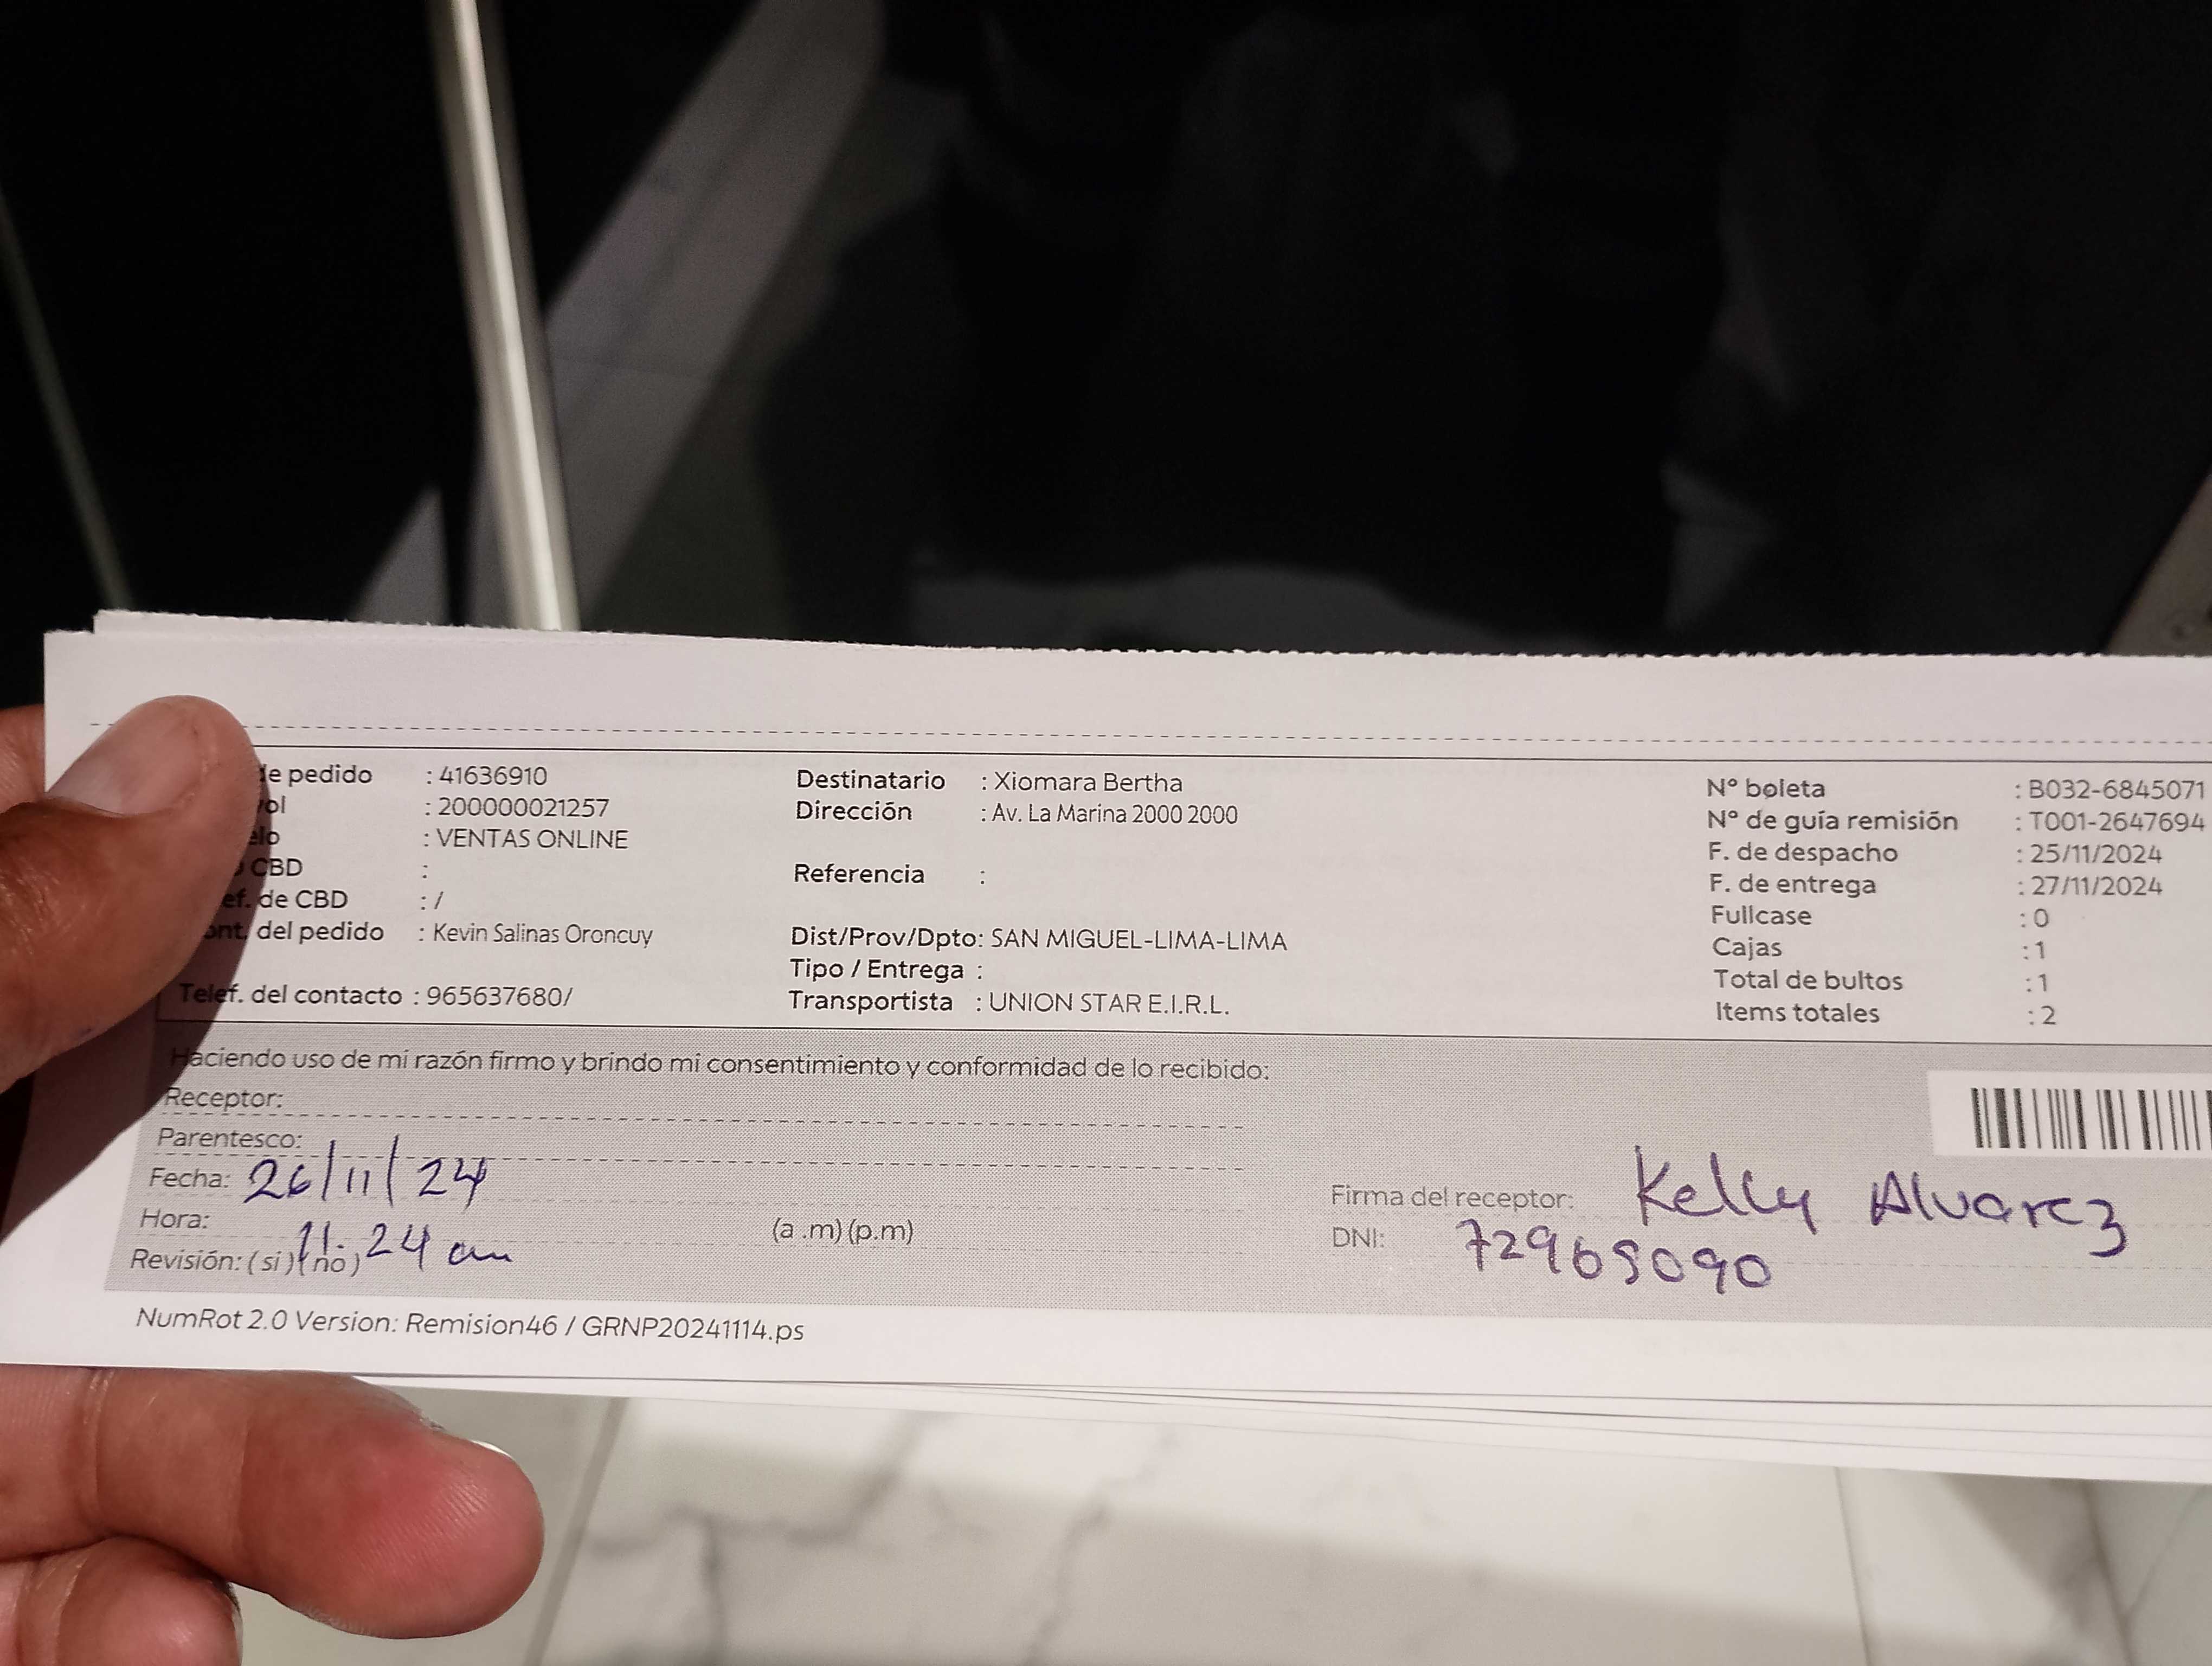 de pedido : 41636910
ol : 200000021257
elo : VENTAS ONLINE
CBD :
ef. de CBD : /
ont. del pedido : Kevin Salinas Oroncuy
Telef. del contacto : 965637680/
Destinatario : Xiomara Bertha
Dirección : Av. La Marina 2000 2000
Referencia :
Dist/Prov/Dpto: SAN MIGUEL-LIMA-LIMA
Tipo / Entrega :
Transportista : UNION STAR E.I.R.L.
Nº boleta : B032-6845071
Nº de guía remisión : T001-2647694
F. de despacho : 25/11/2024
F. de entrega : 27/11/2024
Fullcase : 0
Cajas : 1
Total de bultos : 1
Items totales : 2
Haciendo uso de mi razón firmo y brindo mi consentimiento y conformidad de lo recibido:
Receptor:
Parentesco:
Fecha: 26/11/24
Hora: 11:24 am (a .m) (p.m)
Revisión: (si) (no)
Firma del receptor: Kelly Alvarez
DNI: 72969090
NumRot 2.0 Version: Remision46 / GRNP20241114.ps